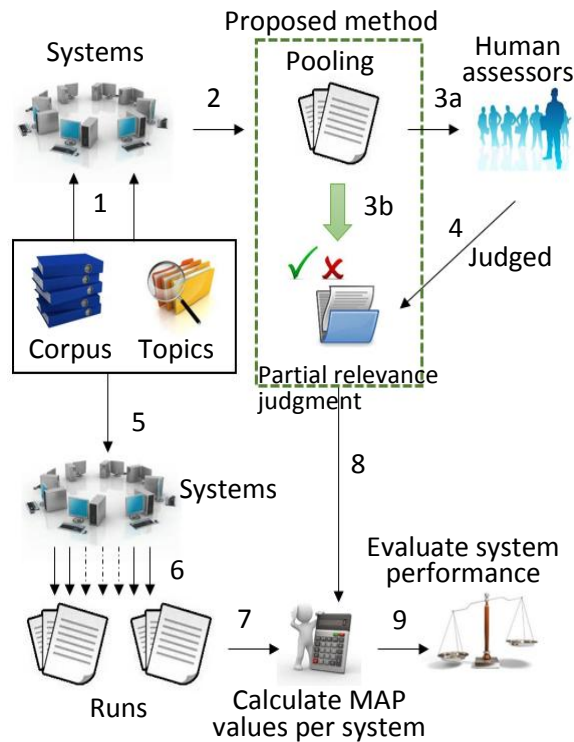 Proposed method
Systems
Pooling
Human
assessors
2
3a
1
3b
4
Judged
Corpus
Topics
Partial relevance
judgment
5
8
Systems
6
Evaluate system
performance
7
9
Runs
Calculate MAP
values per system